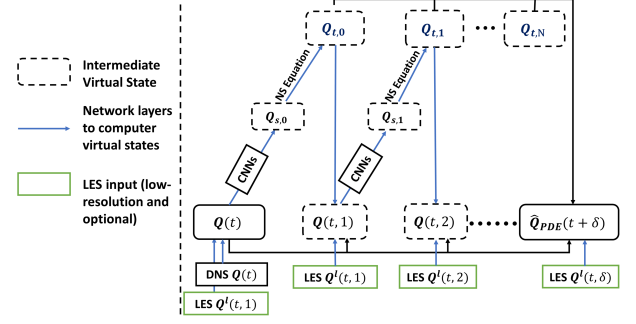 Intermediate
Virtual State
Network layers
to computer
virtual states
LES input (low-
resolution and
optional)
Q_{t,0}
Q_{t,1}
Q_{t,N}
NS Equation
NS Equation
Q_{s,0}
Q_{s,1}
CNNs
CNNs
Q(t)
Q(t, 1)
Q(t, 2)
Q̂_{PDE}(t + δ)
DNS Q(t)
LES Q^l(t, 1)
LES Q^l(t, 1)
LES Q^l(t, 2)
LES Q^l(t, δ)